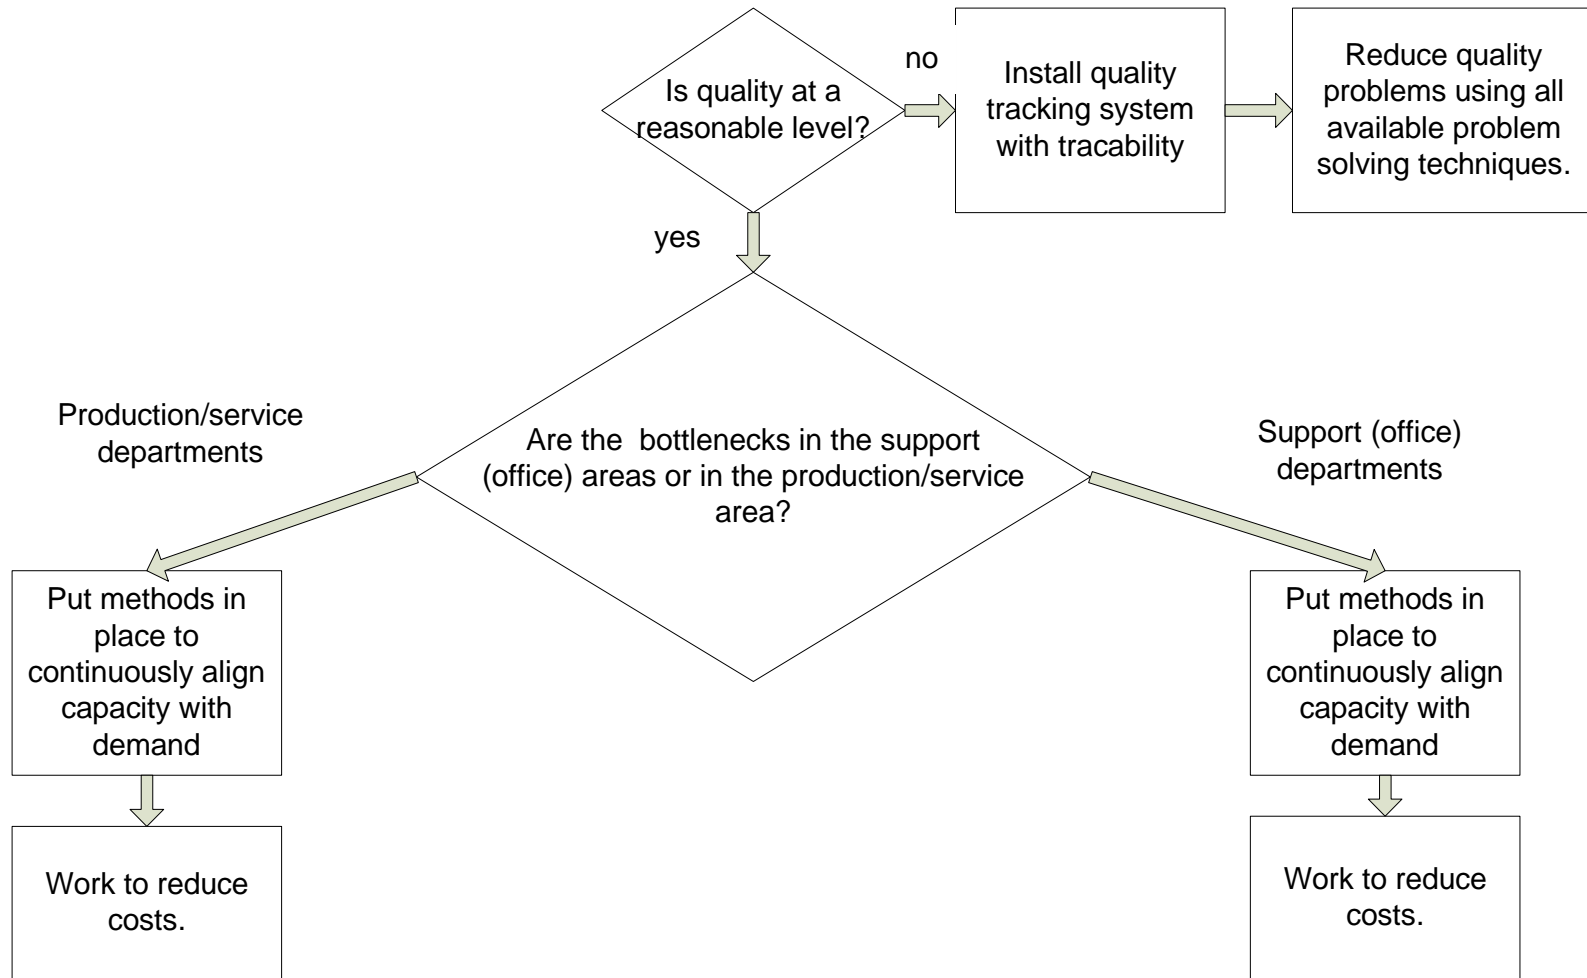 no
Is quality at a
reasonable level?
Install quality
tracking system
with tracability
Reduce quality
problems using all
available problem
solving techniques.
yes
Production/service
departments
Are the  bottlenecks in the support
(office) areas or in the production/service
area?
Support (office)
departments
Put methods in
place to
continuously align
capacity with
demand
Put methods in
place to
continuously align
capacity with
demand
Work to reduce
costs.
Work to reduce
costs.